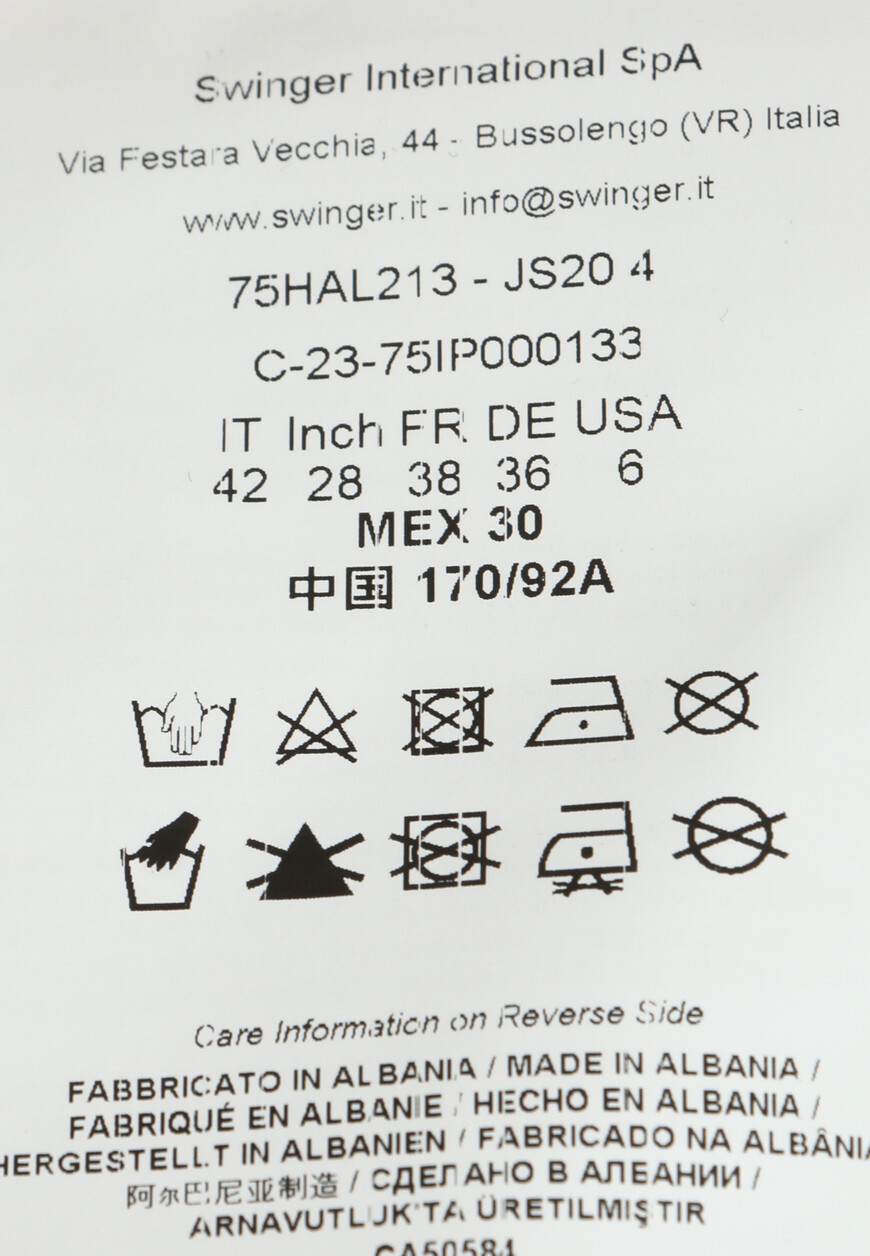 Swinger International SpA
Via Festara Vecchia, 44 - Bussolengo (VR) Italia
www.swinger.it - info@swinger.it
75HAL213 - JS20 4
C-23-75IP000133
IT Inch FR DE USA
42 28 38 36 6
MEX 30
中国 170/92A
Care Information on Reverse Side
FABBRICATO IN ALBANIA / MADE IN ALBANIA /
FABRIQUÉ EN ALBANIE / HECHO EN ALBANIA /
HERGESTELLT IN ALBANIEN / FABRICADO NA ALBÂNIA
阿尔巴尼亚制造 / СДЕЛАНО В АЛБАНИИ /
ARNAVUTLUK'TA ÜRETILMIŞTIR
CA50584